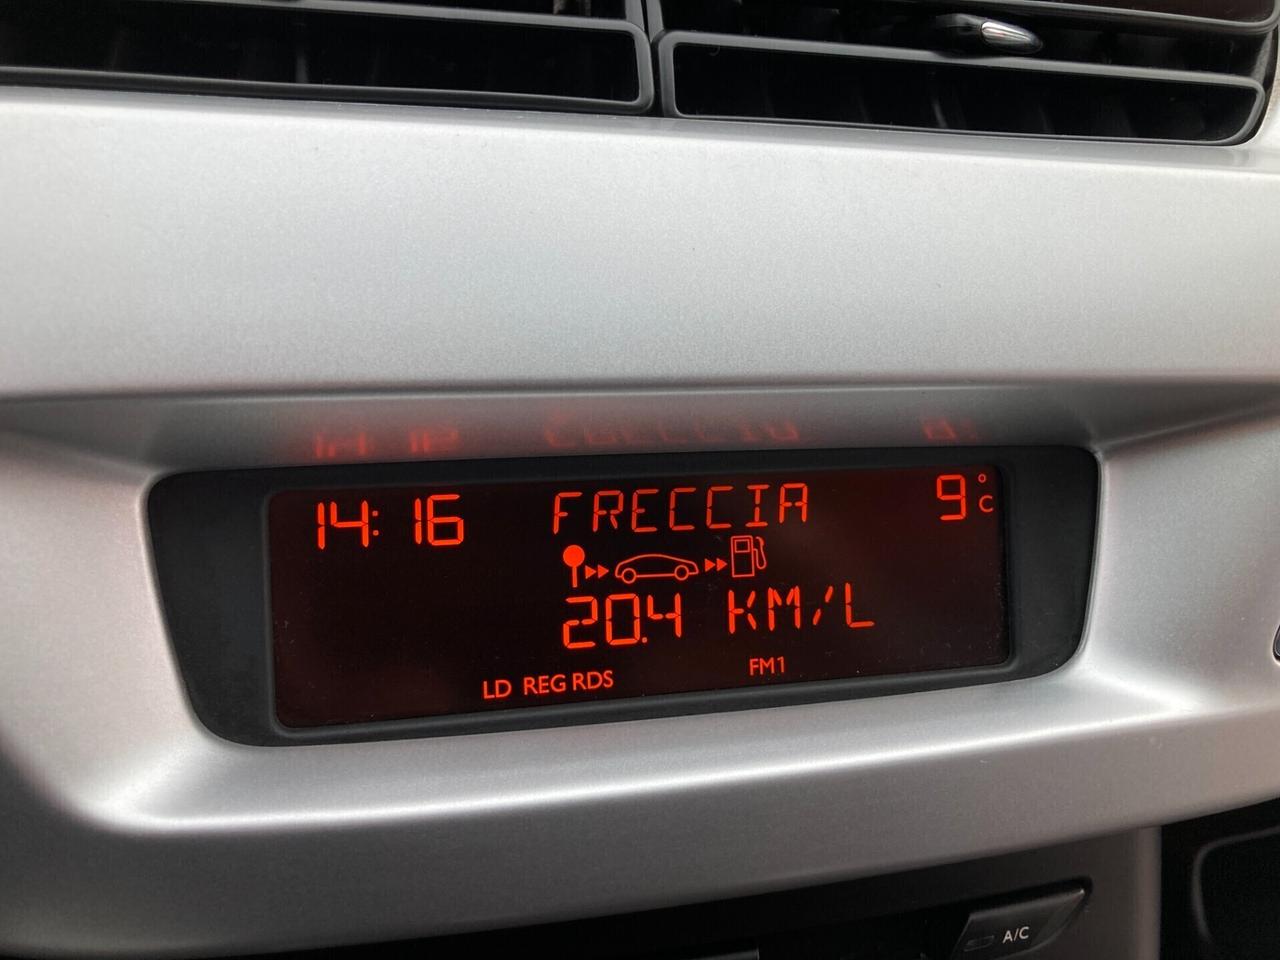 14:16 FRECCIA 9°C
20.4 KM/L
LD REG RDS FM1
A/C